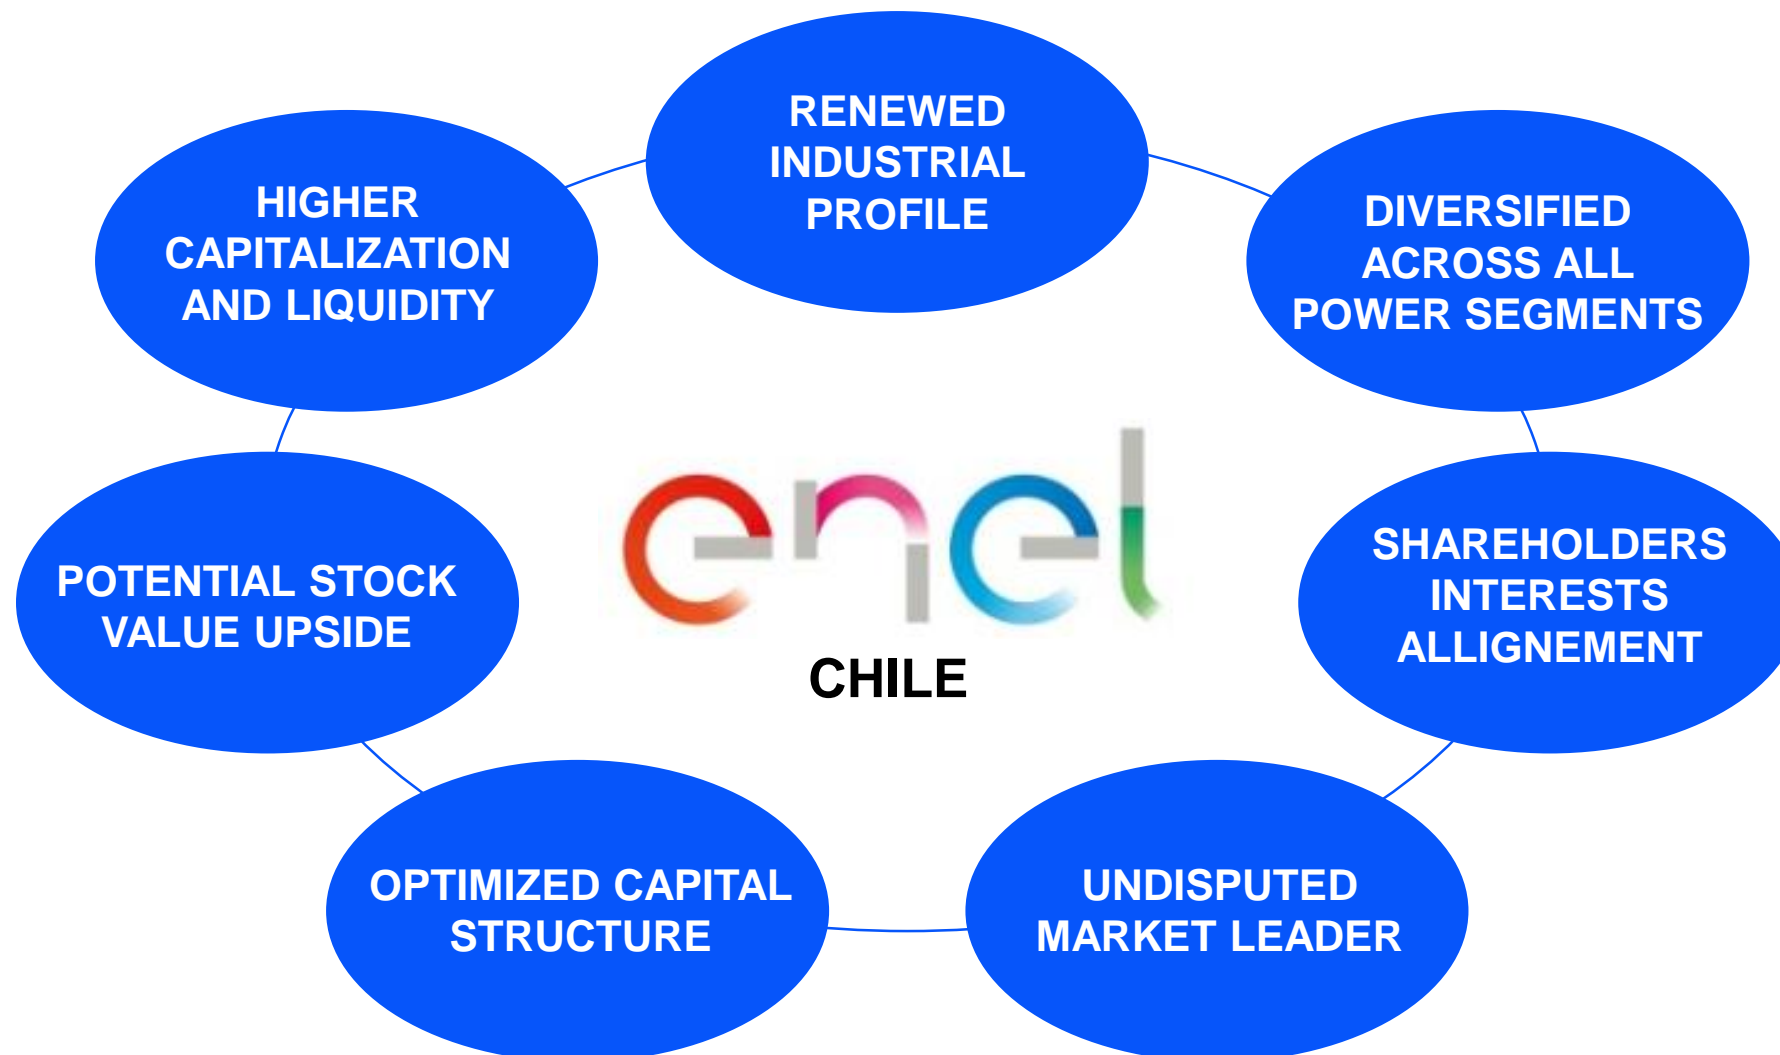 RENEWED
INDUSTRIAL
PROFILE
DIVERSIFIED
ACROSS ALL
POWER SEGMENTS
SHAREHOLDERS
INTERESTS
ALLIGNEMENT
UNDISPUTED
MARKET LEADER
OPTIMIZED CAPITAL
STRUCTURE
POTENTIAL STOCK
VALUE UPSIDE
HIGHER
CAPITALIZATION
AND LIQUIDITY
enel
CHILE